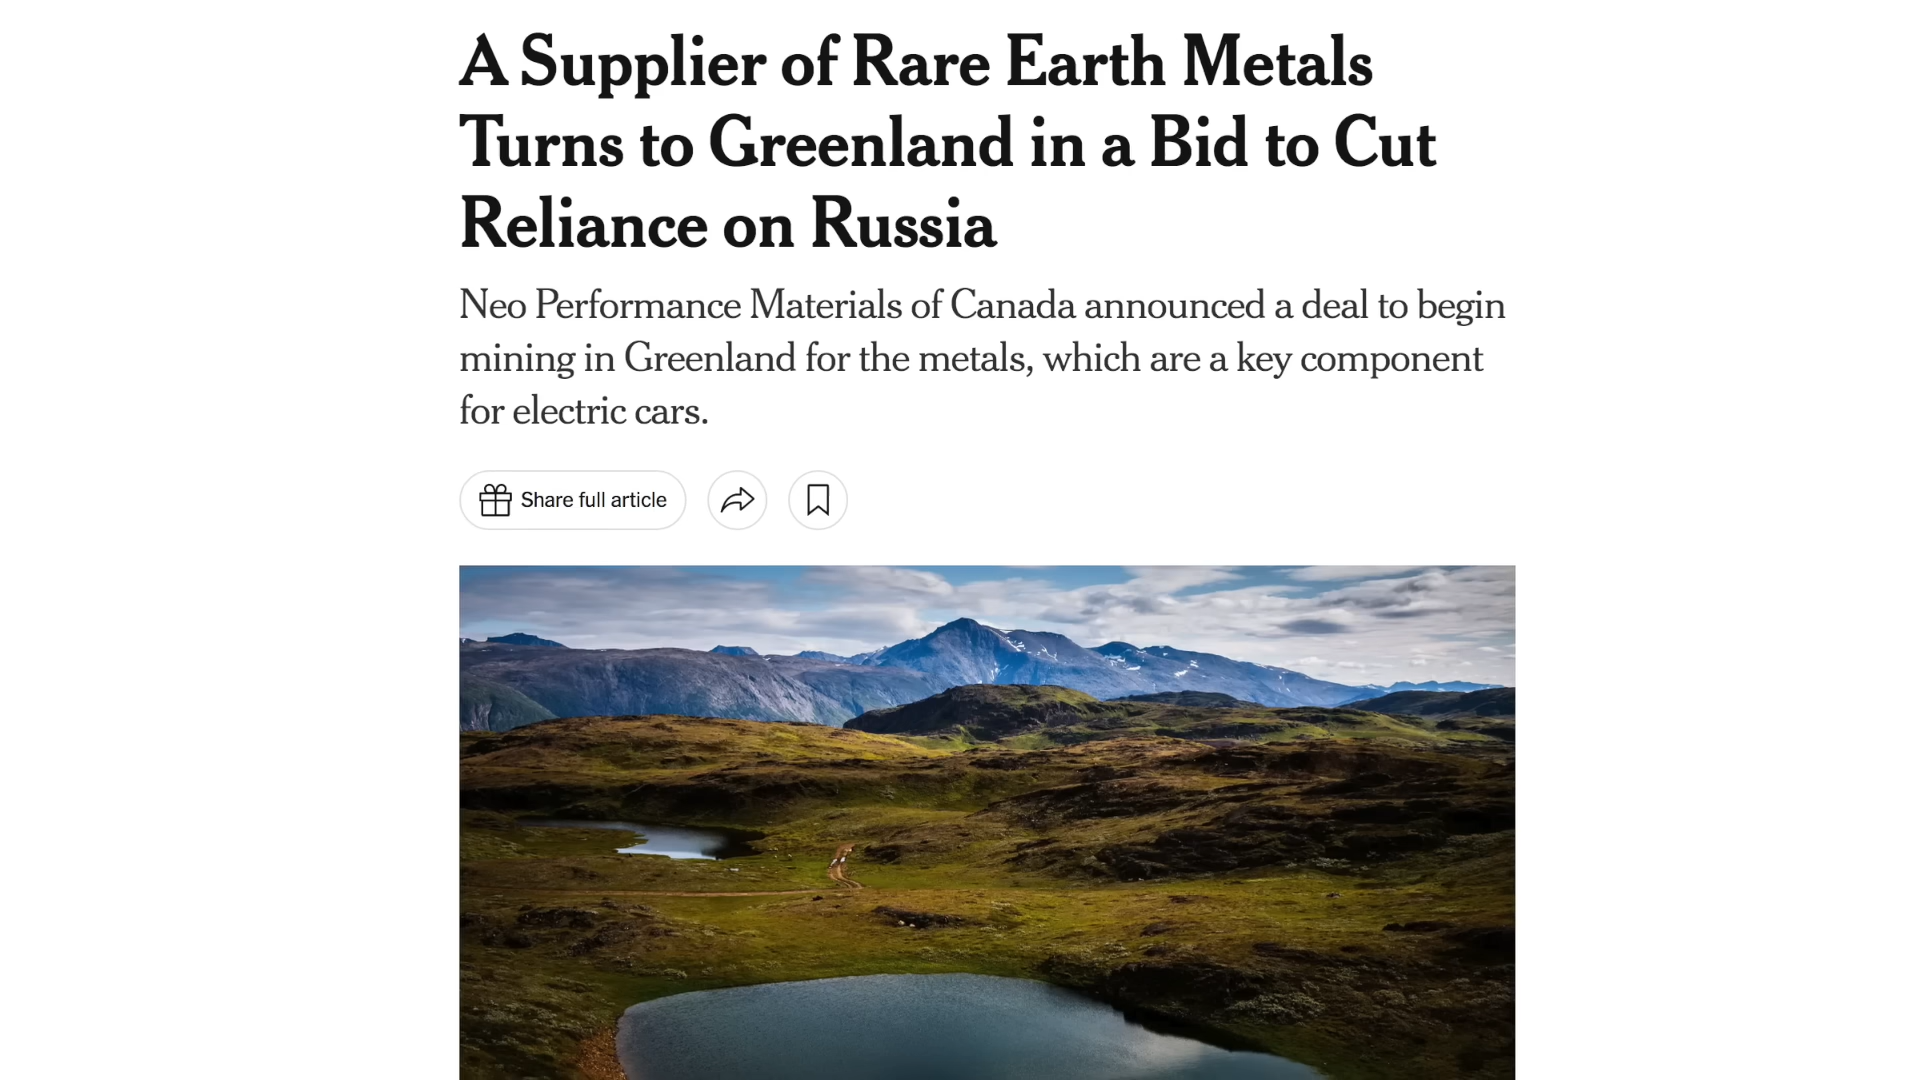 A Supplier of Rare Earth Metals
Turns to Greenland in a Bid to Cut
Reliance on Russia
Neo Performance Materials of Canada announced a deal to begin
mining in Greenland for the metals, which are a key component
for electric cars.
Share full article